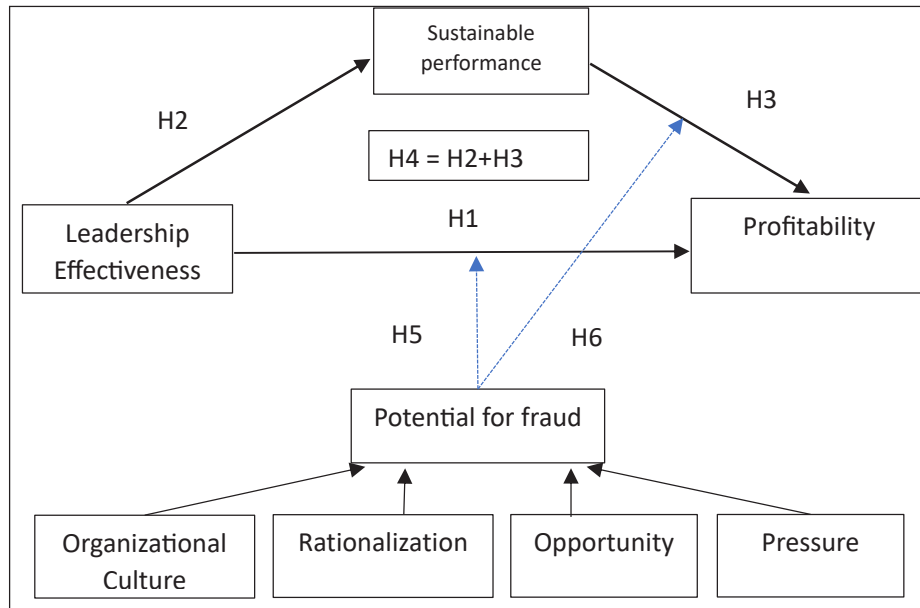 Sustainable
performance
H3
H2
H4 = H2+H3
H1
Leadership
Effectiveness
Profitability
H5
H6
Potential for fraud
Organizational
Culture
Rationalization
Opportunity
Pressure